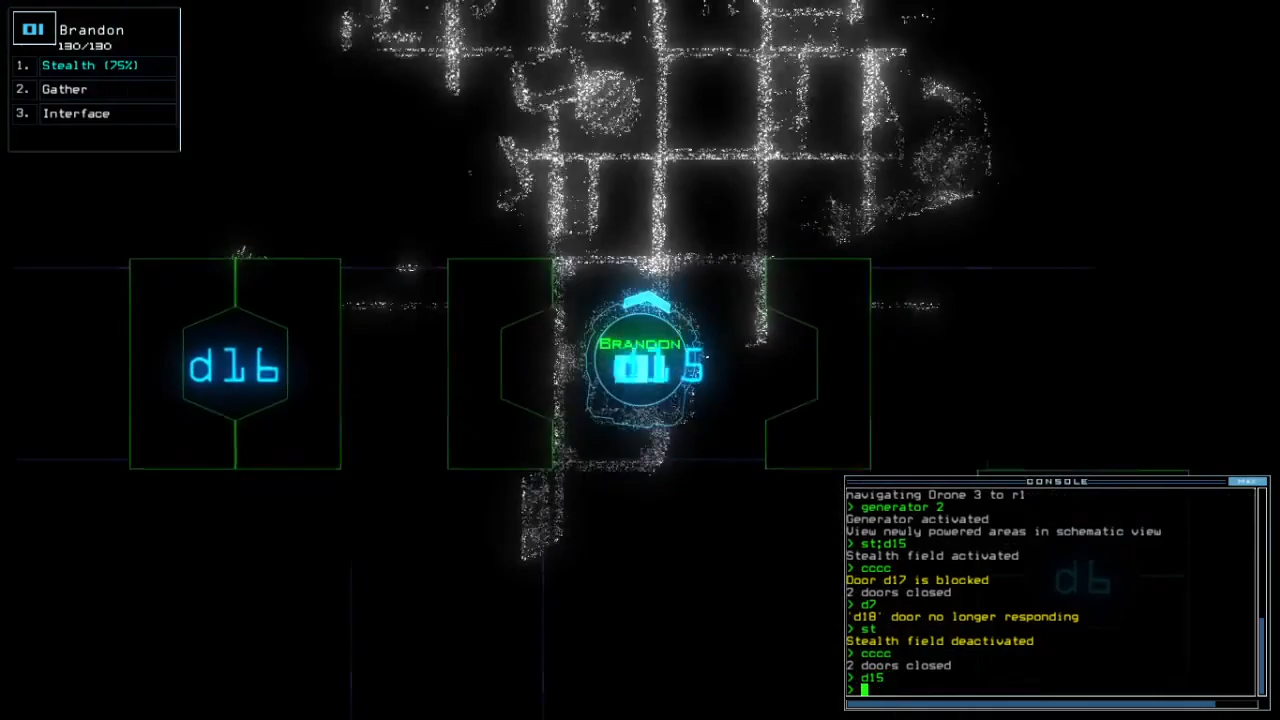 01 Brandon
130/130
1. Stealth (75%)
2. Gather
3. Interface
d16
Brandon
d15
d6
CONSOLE
navigating Drone 3 to r1
> generator 2
Generator activated
View newly powered areas in schematic view
> st;d15
Stealth field activated
> cccc
Door d17 is blocked
2 doors closed
> d7
'd18' door no longer responding
> st
Stealth field deactivated
> cccc
2 doors closed
> d15
>